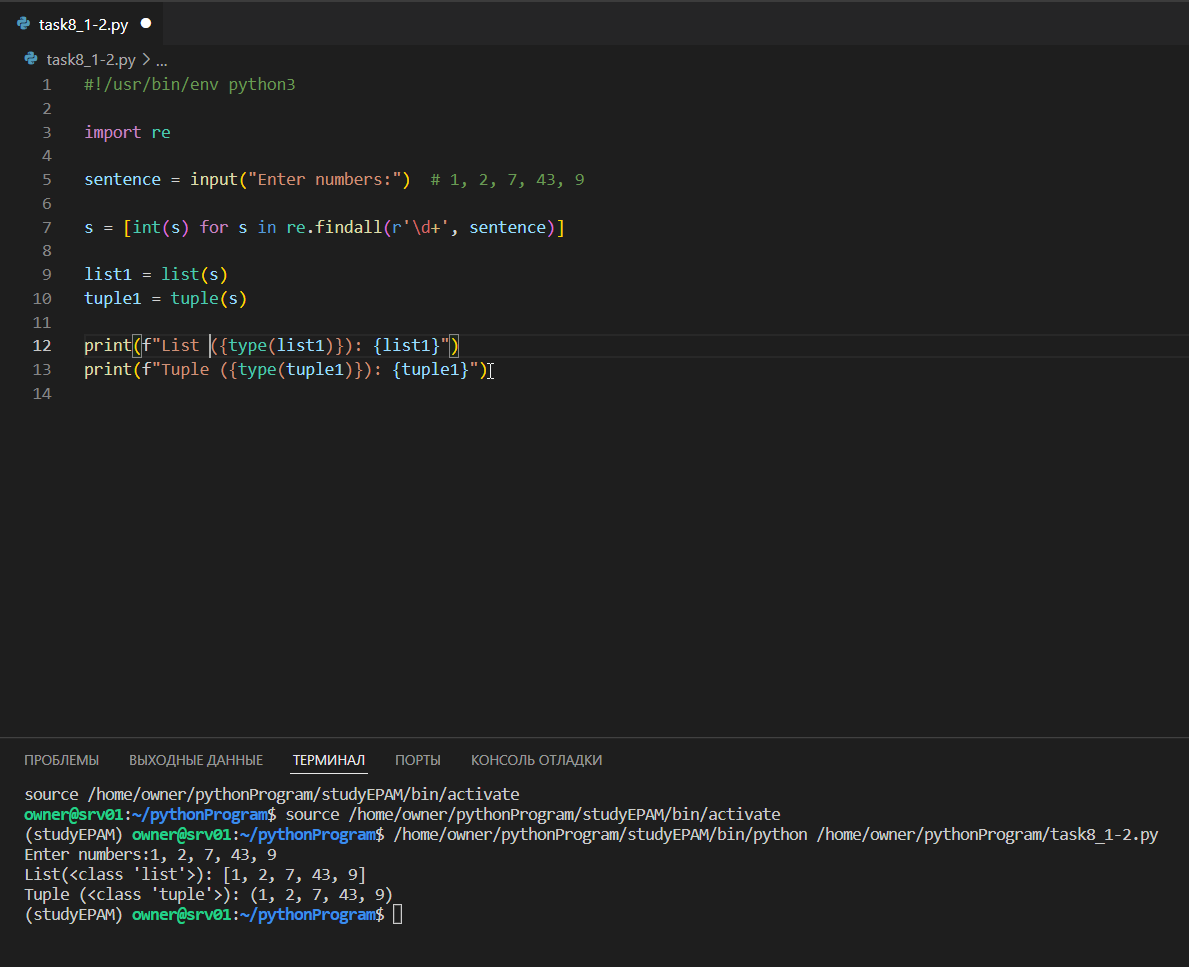 task8_1-2.py
task8_1-2.py > ...
1 #!/usr/bin/env python3
2
3 import re
4
5 sentence = input("Enter numbers:")  # 1, 2, 7, 43, 9
6
7 s = [int(s) for s in re.findall(r'\d+', sentence)]
8
9 list1 = list(s)
10 tuple1 = tuple(s)
11
12 print(f"List ({type(list1)}): {list1}")
13 print(f"Tuple ({type(tuple1)}): {tuple1}")
14
ПРОБЛЕМЫ ВЫХОДНЫЕ ДАННЫЕ ТЕРМИНАЛ ПОРТЫ КОНСОЛЬ ОТЛАДКИ
source /home/owner/pythonProgram/studyEPAM/bin/activate
owner@srv01:~/pythonProgram$ source /home/owner/pythonProgram/studyEPAM/bin/activate
(studyEPAM) owner@srv01:~/pythonProgram$ /home/owner/pythonProgram/studyEPAM/bin/python /home/owner/pythonProgram/task8_1-2.py
Enter numbers:1, 2, 7, 43, 9
List(<class 'list'>): [1, 2, 7, 43, 9]
Tuple (<class 'tuple'>): (1, 2, 7, 43, 9)
(studyEPAM) owner@srv01:~/pythonProgram$